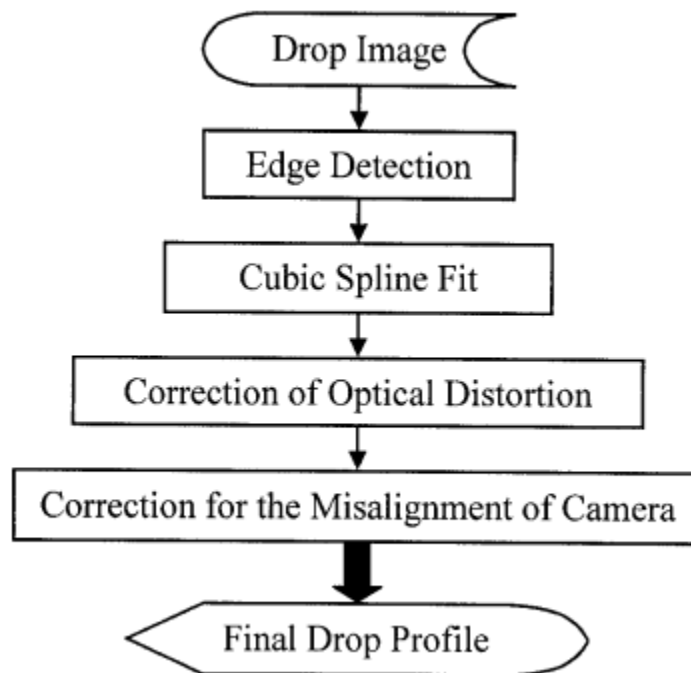 Drop Image
Edge Detection
Cubic Spline Fit
Correction of Optical Distortion
Correction for the Misalignment of Camera
Final Drop Profile